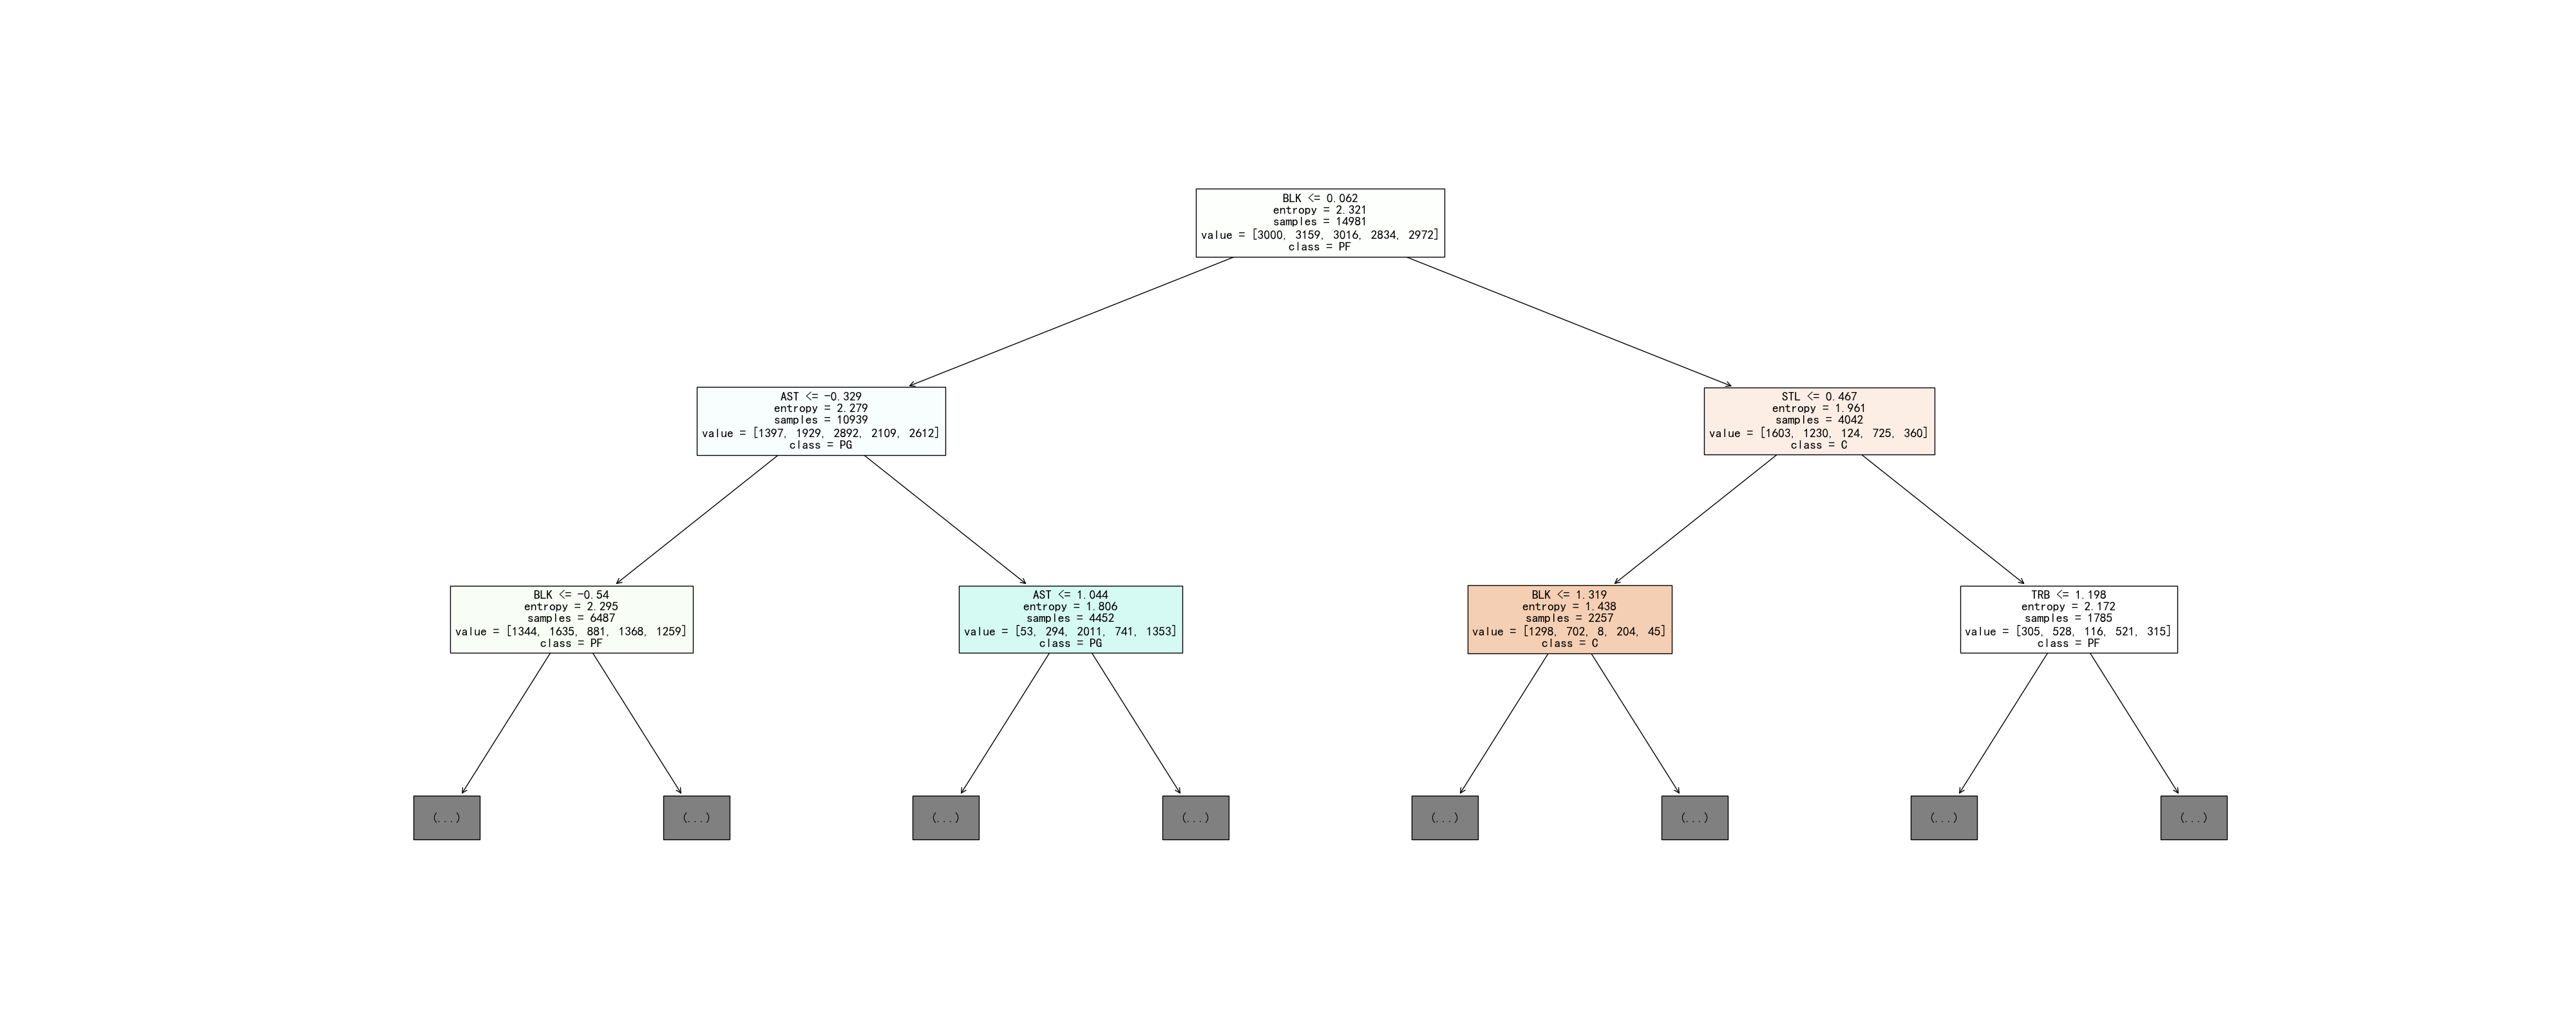 BLK <= 0.062
entropy = 2.321
samples = 14981
value = [3000, 3159, 3016, 2834, 2972]
class = PF
AST <= -0.329
entropy = 2.279
samples = 10939
value = [1397, 1929, 2892, 2109, 2612]
class = PG
STL <= 0.467
entropy = 1.961
samples = 4042
value = [1603, 1230, 124, 725, 360]
class = C
BLK <= -0.54
entropy = 2.295
samples = 6487
value = [1344, 1635, 881, 1368, 1259]
class = PF
AST <= 1.044
entropy = 1.806
samples = 4452
value = [53, 294, 2011, 741, 1353]
class = PG
BLK <= 1.319
entropy = 1.438
samples = 2257
value = [1298, 702, 8, 204, 45]
class = C
TRB <= 1.198
entropy = 2.172
samples = 1785
value = [305, 528, 116, 521, 315]
class = PF
(...)
(...)
(...)
(...)
(...)
(...)
(...)
(...)